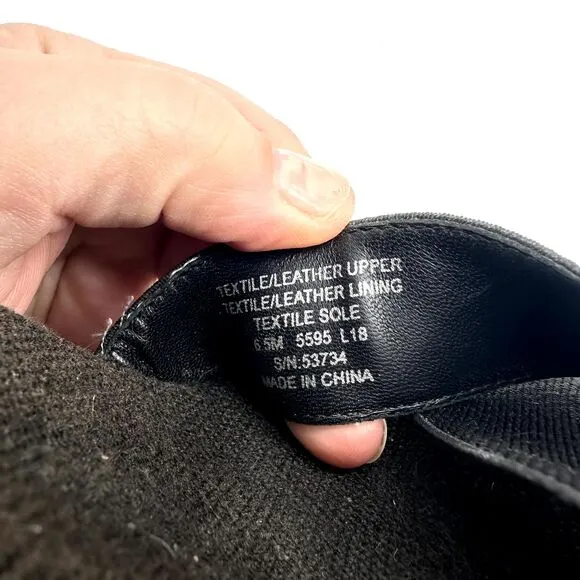 TEXTILE/LEATHER UPPER
TEXTILE/LEATHER LINING
TEXTILE SOLE
6.5M 5595 L18
S/N:53734
MADE IN CHINA